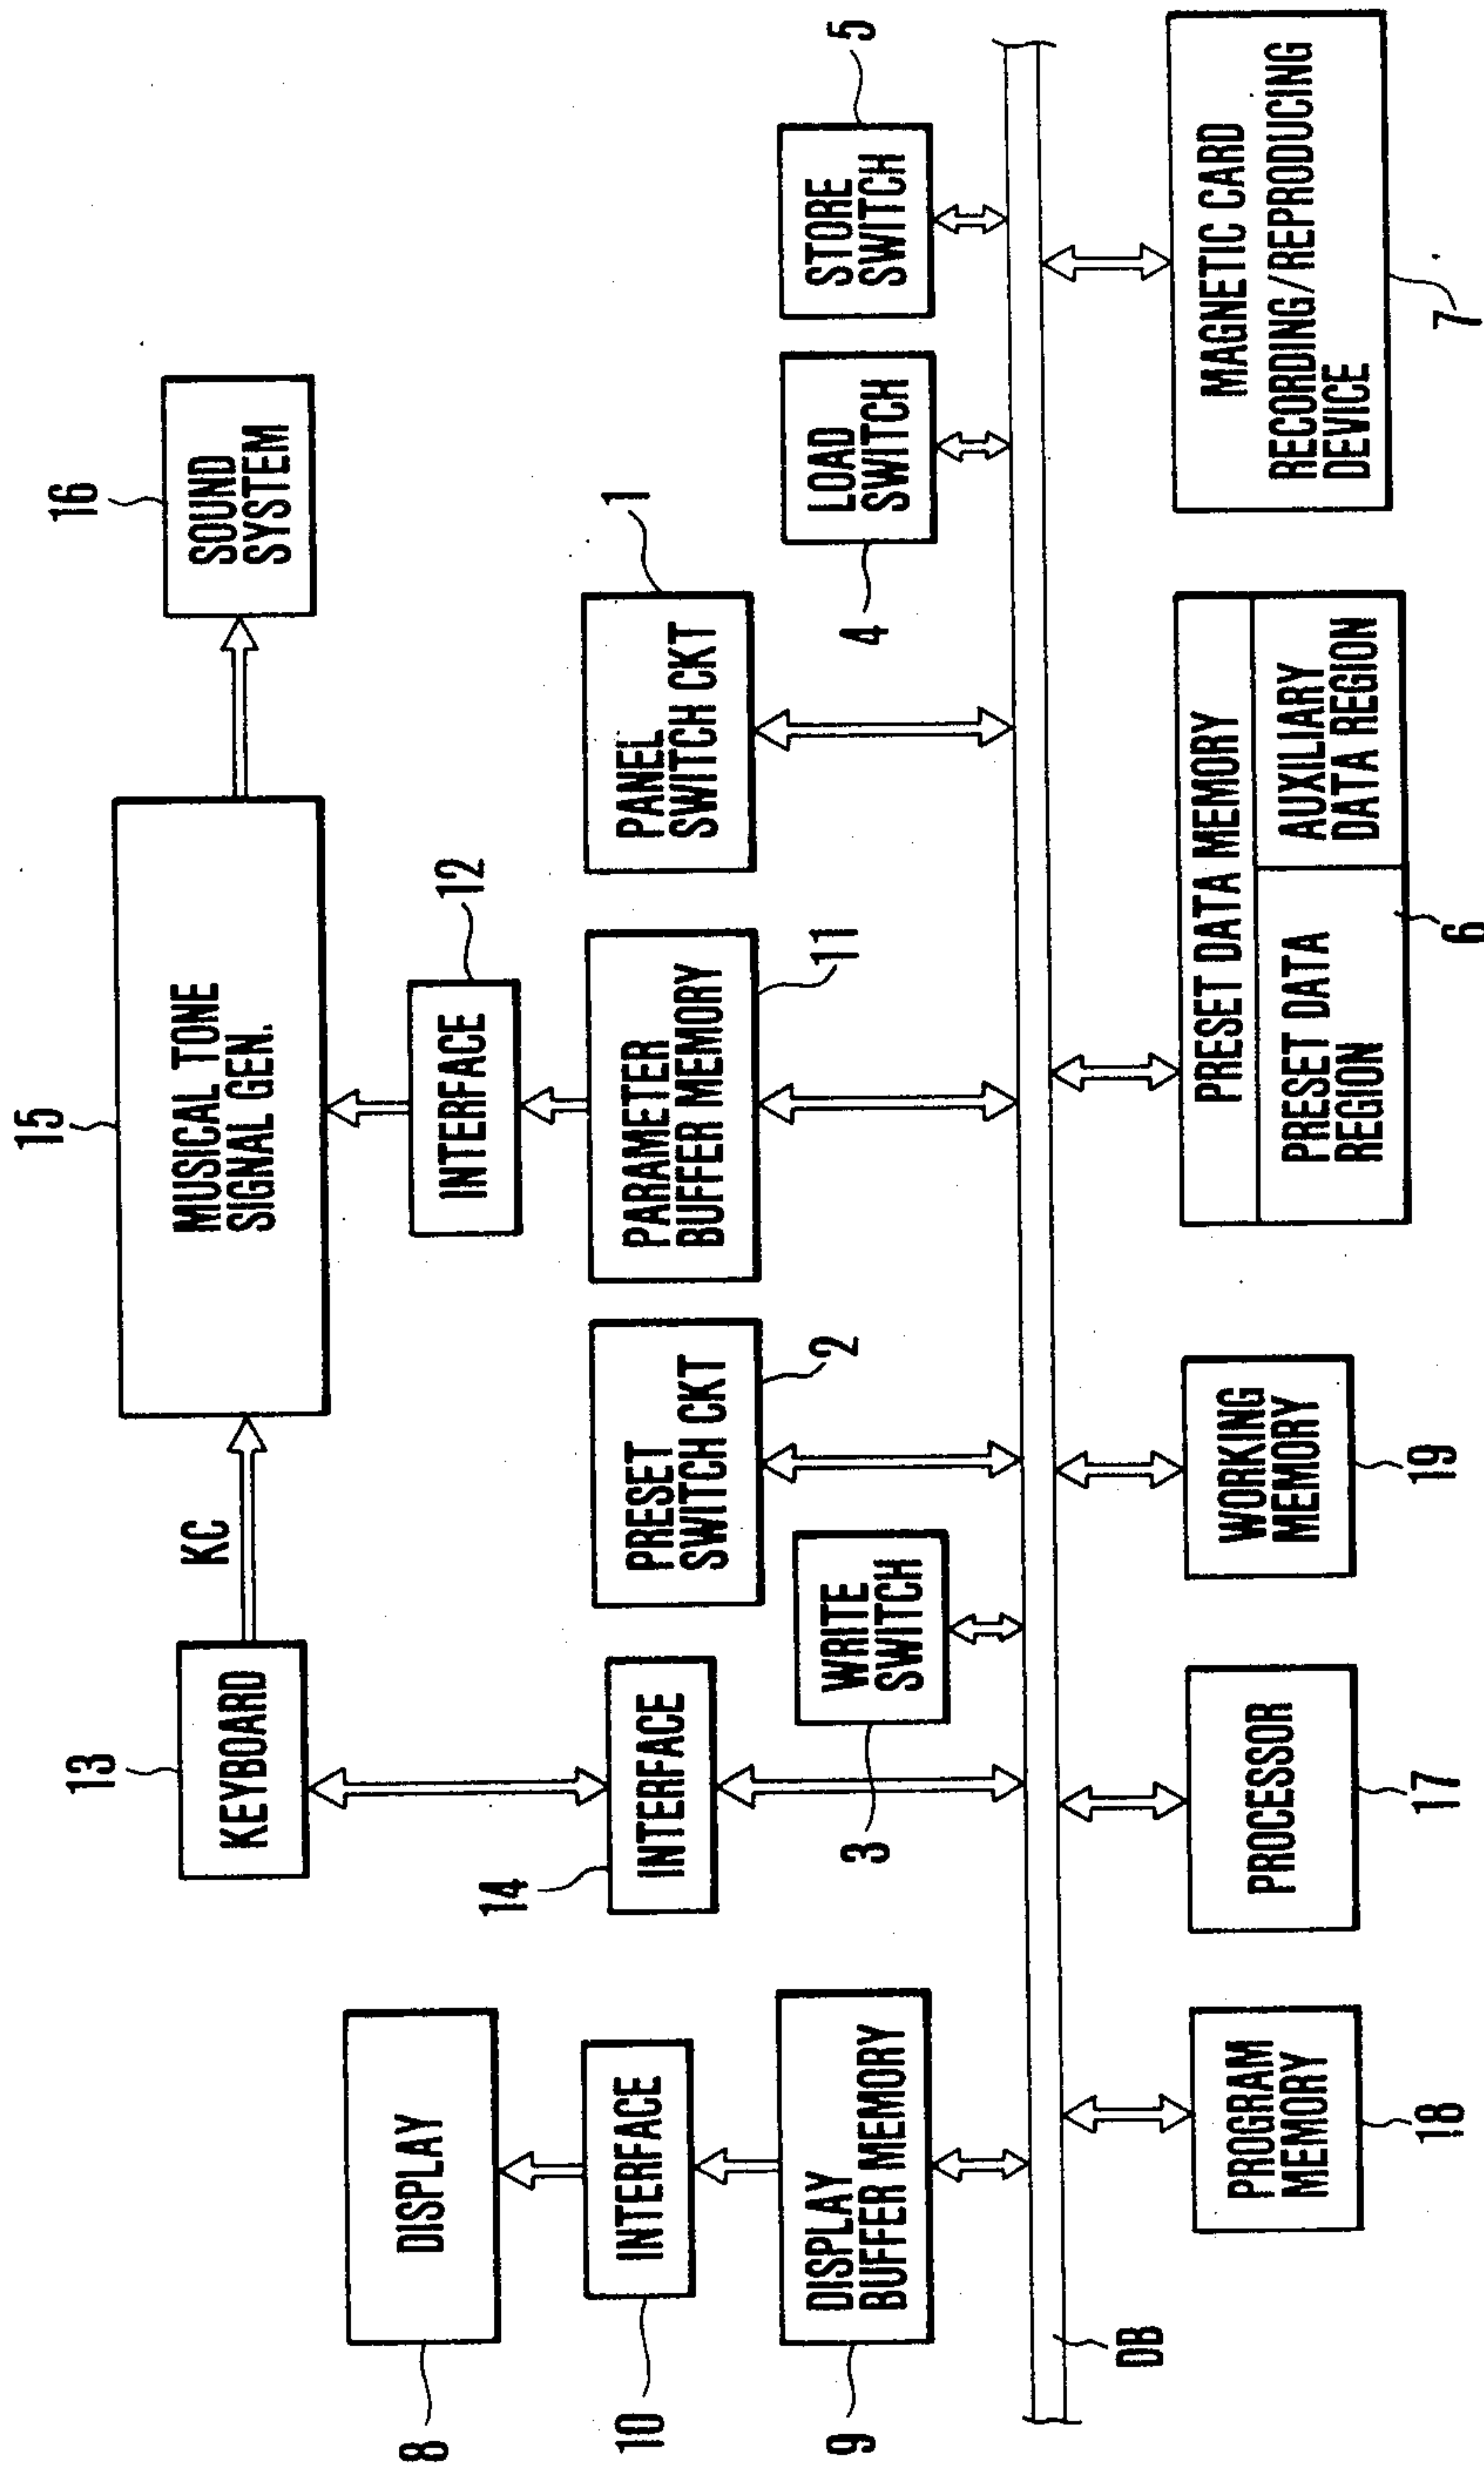 15
16
13
KC
MUSICAL TONE
SIGNAL GEN.
SOUND
SYSTEM
KEYBOARD
8
DISPLAY
12
INTERFACE
14
INTERFACE
10
INTERFACE
PRESET
SWITCH CKT
2
PARAMETER
BUFFER MEMORY
11
PANEL
SWITCH CKT
1
9
DISPLAY
BUFFER MEMORY
3
WRITE
SWITCH
4
LOAD
SWITCH
STORE
SWITCH
5
DB
PROGRAM
MEMORY
18
PROCESSOR
17
WORKING
MEMORY
19
PRESET DATA MEMORY
PRESET DATA
REGION
AUXILIARY
DATA REGION
6
MAGNETIC CARD
RECORDING/REPRODUCING
DEVICE
7